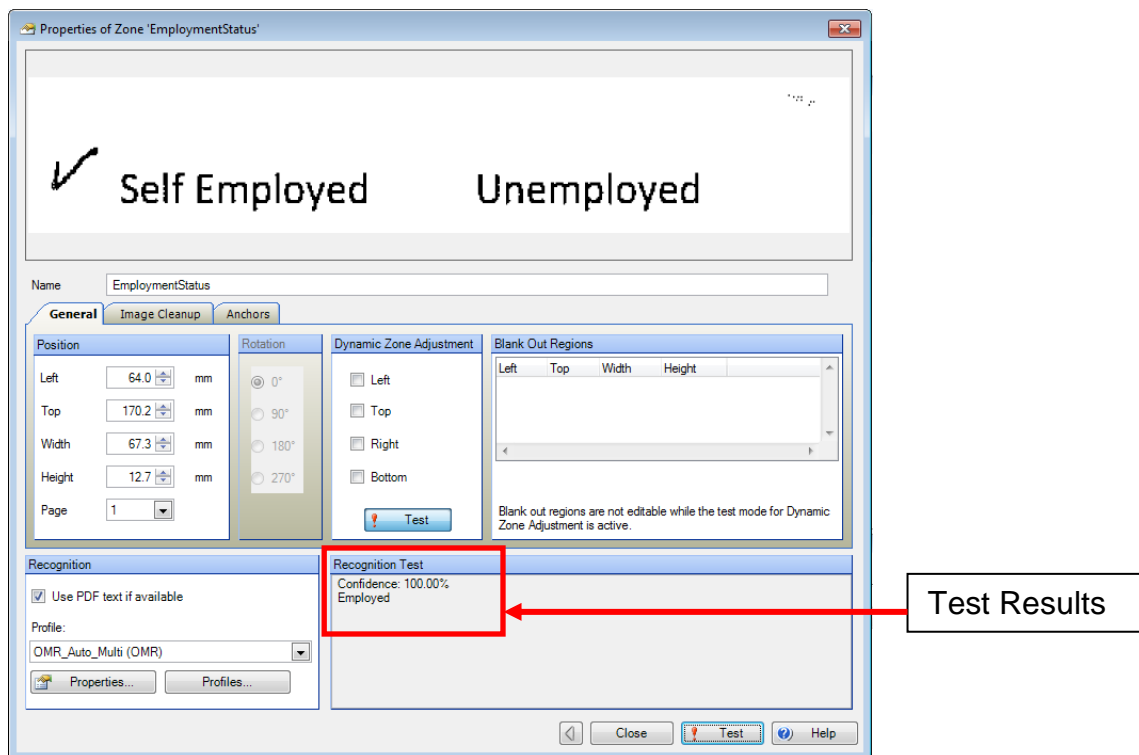 Properties of Zone 'EmploymentStatus'
Self Employed Unemployed
Name EmploymentStatus
General Image Cleanup Anchors
Position
Left 64.0 mm
Top 170.2 mm
Width 67.3 mm
Height 12.7 mm
Page 1
Rotation
0°
90°
180°
270°
Dynamic Zone Adjustment
Left
Top
Right
Bottom
Test
Blank Out Regions
Left Top Width Height
Blank out regions are not editable while the test mode for Dynamic
Zone Adjustment is active.
Recognition
Use PDF text if available
Profile:
OMR_Auto_Multi (OMR)
Properties... Profiles...
Recognition Test
Confidence: 100.00%
Employed
Test Results
Close Test Help